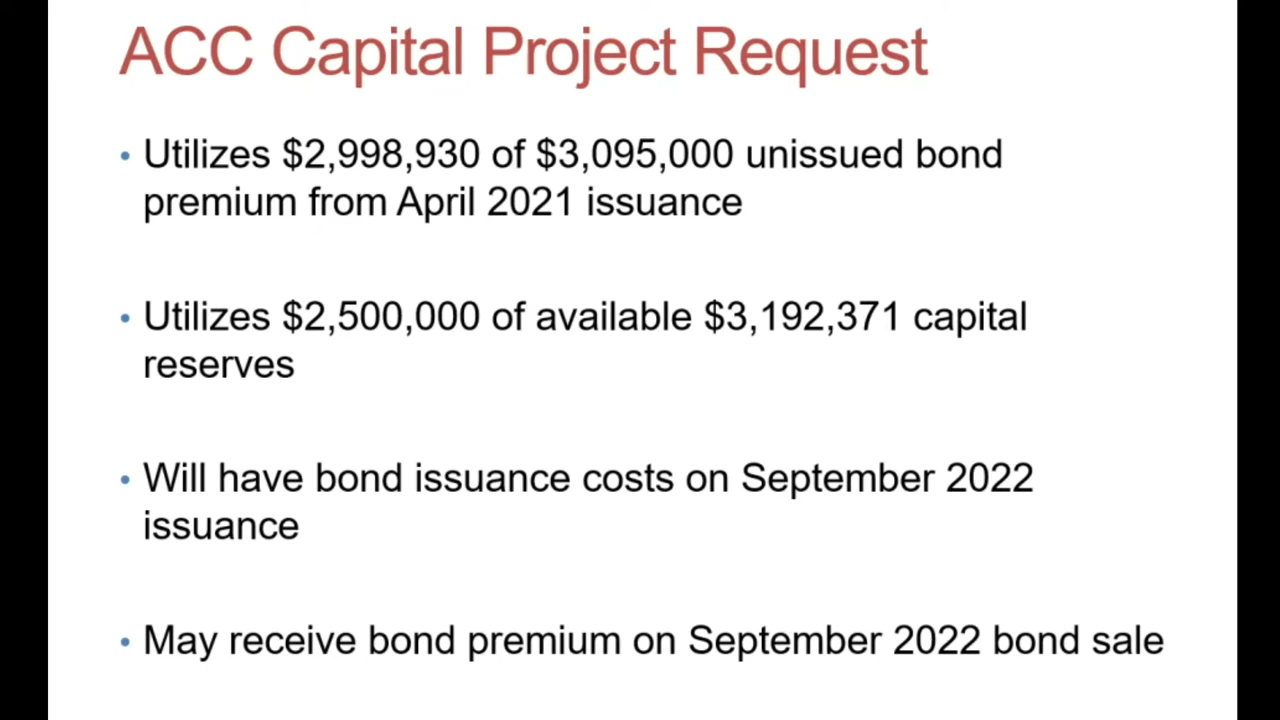 ACC Capital Project Request
• Utilizes $2,998,930 of $3,095,000 unissued bond
premium from April 2021 issuance
• Utilizes $2,500,000 of available $3,192,371 capital
reserves
• Will have bond issuance costs on September 2022
issuance
• May receive bond premium on September 2022 bond sale